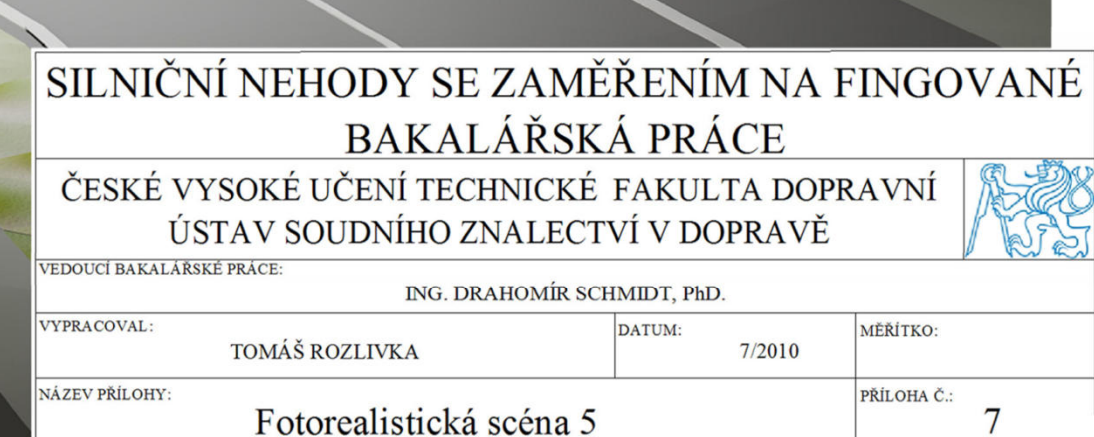 SILNIČNÍ NEHODY SE ZAMĚŘENÍM NA FINGOVANÉ
BAKALÁŘSKÁ PRÁCE
ČESKÉ VYSOKÉ UČENÍ TECHNICKÉ FAKULTA DOPRAVNÍ
ÚSTAV SOUDNÍHO ZNALECTVÍ V DOPRAVĚ
VEDOUCÍ BAKALÁŘSKÉ PRÁCE:
ING. DRAHOMÍR SCHMIDT, PhD.
VYPRACOVAL:
TOMÁŠ ROZLIVKA
DATUM:
7/2010
MĚŘÍTKO:
NÁZEV PŘÍLOHY:
Fotorealistická scéna 5
PŘÍLOHA Č.:
7